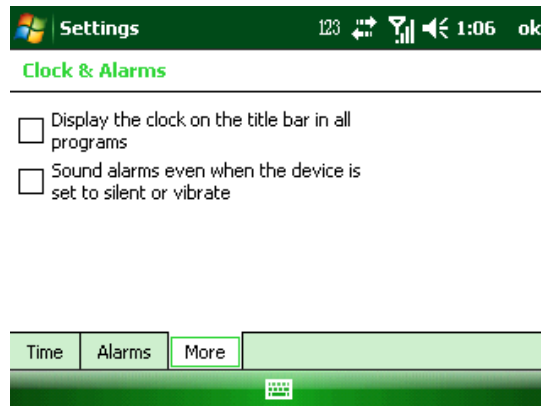 Settings 123 1:06 ok
Clock & Alarms
Display the clock on the title bar in all
programs
Sound alarms even when the device is
set to silent or vibrate
Time Alarms More